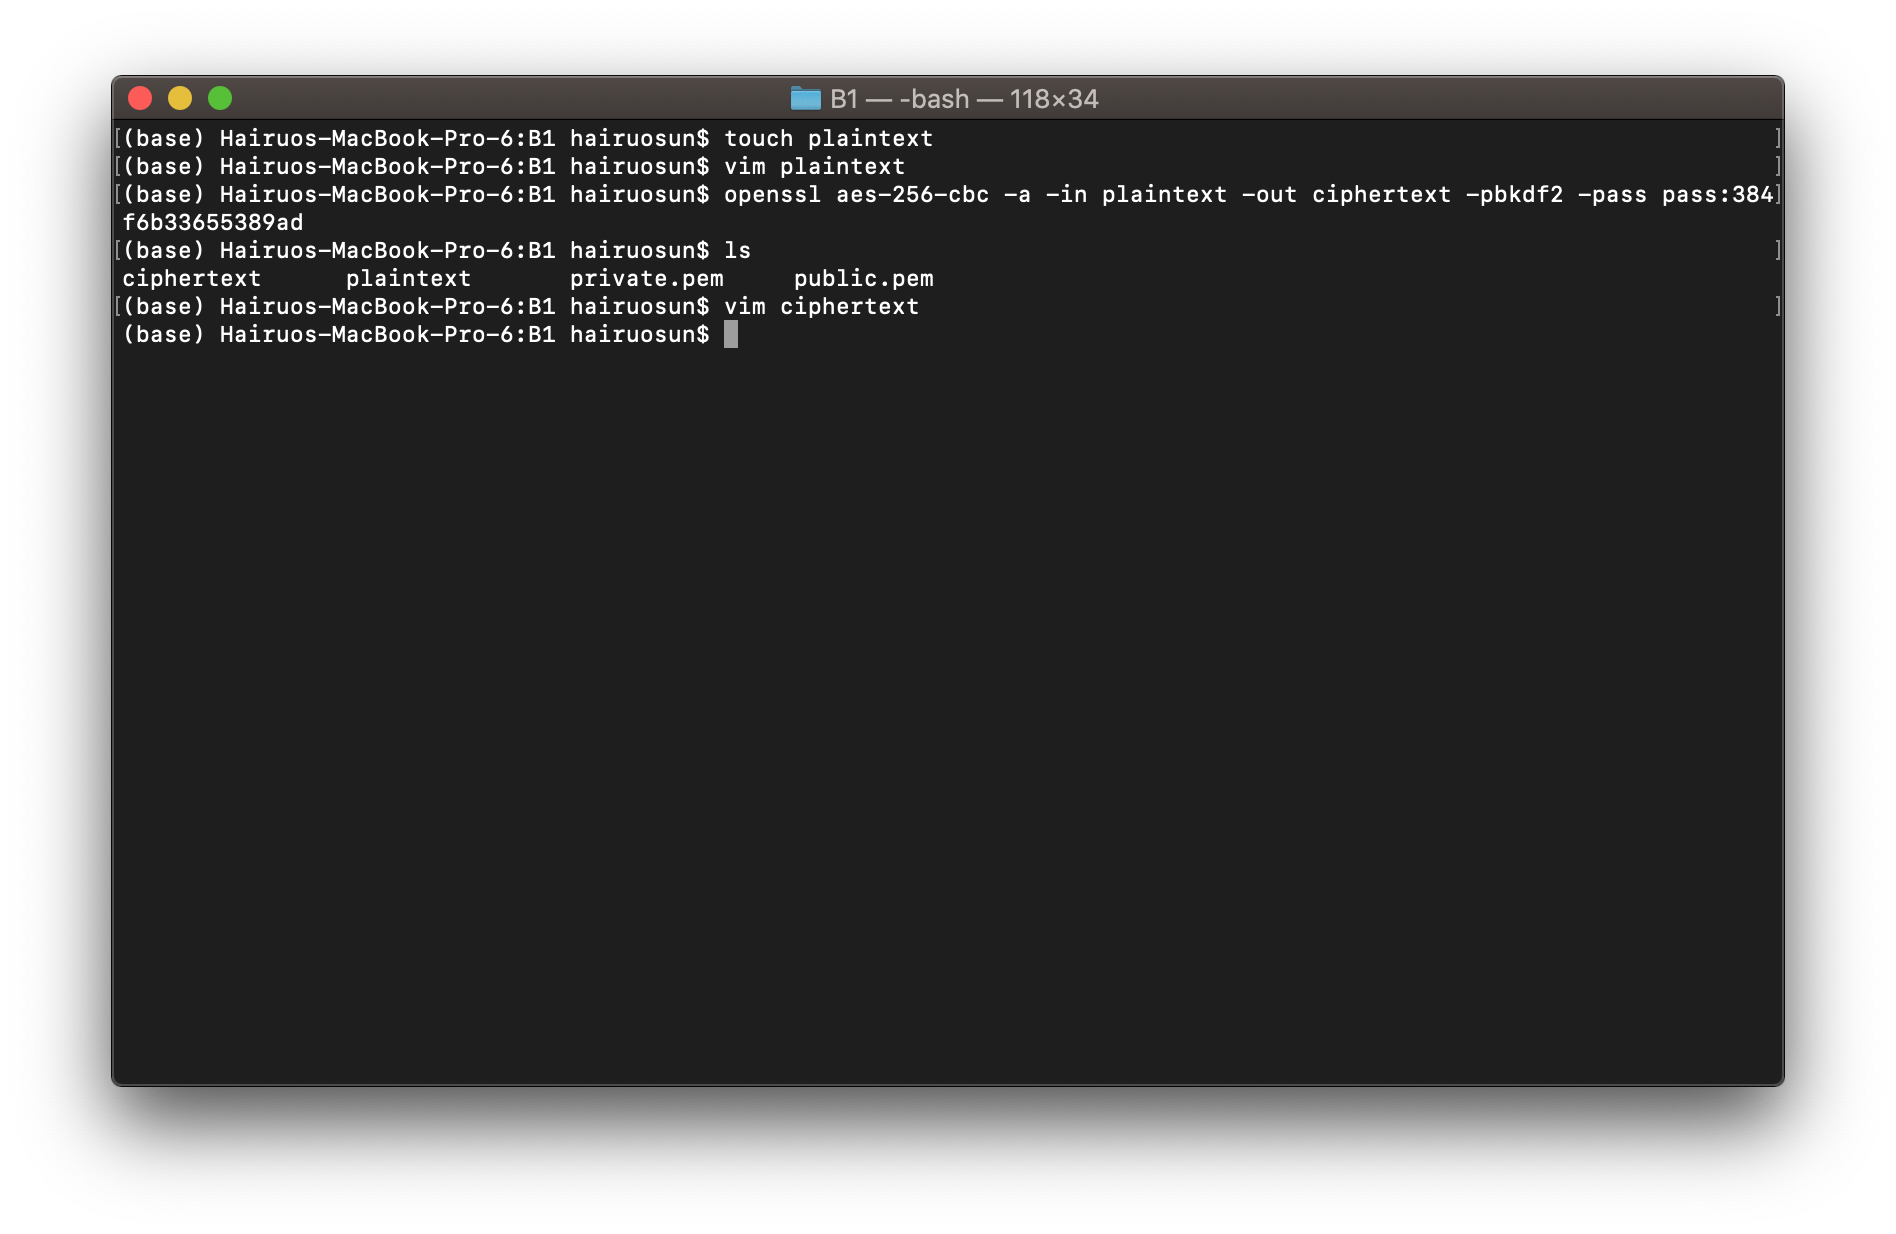 B1 — -bash — 118×34
[(base) Hairuos-MacBook-Pro-6:B1 hairuosun$ touch plaintext ]
[(base) Hairuos-MacBook-Pro-6:B1 hairuosun$ vim plaintext ]
[(base) Hairuos-MacBook-Pro-6:B1 hairuosun$ openssl aes-256-cbc -a -in plaintext -out ciphertext -pbkdf2 -pass pass:384]
f6b33655389ad
[(base) Hairuos-MacBook-Pro-6:B1 hairuosun$ ls ]
ciphertext plaintext private.pem public.pem
[(base) Hairuos-MacBook-Pro-6:B1 hairuosun$ vim ciphertext ]
(base) Hairuos-MacBook-Pro-6:B1 hairuosun$